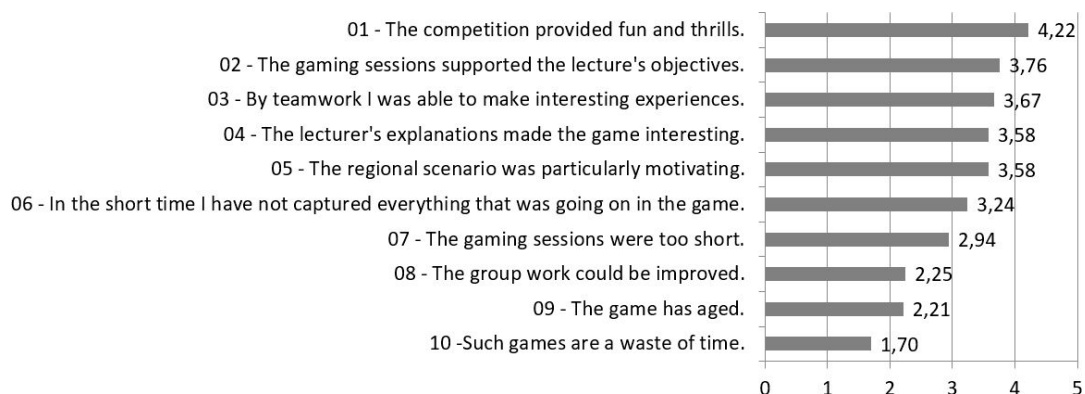 01 - The competition provided fun and thrills. 4,22
02 - The gaming sessions supported the lecture's objectives. 3,76
03 - By teamwork I was able to make interesting experiences. 3,67
04 - The lecturer's explanations made the game interesting. 3,58
05 - The regional scenario was particularly motivating. 3,58
06 - In the short time I have not captured everything that was going on in the game. 3,24
07 - The gaming sessions were too short. 2,94
08 - The group work could be improved. 2,25
09 - The game has aged. 2,21
10 -Such games are a waste of time. 1,70
0 1 2 3 4 5